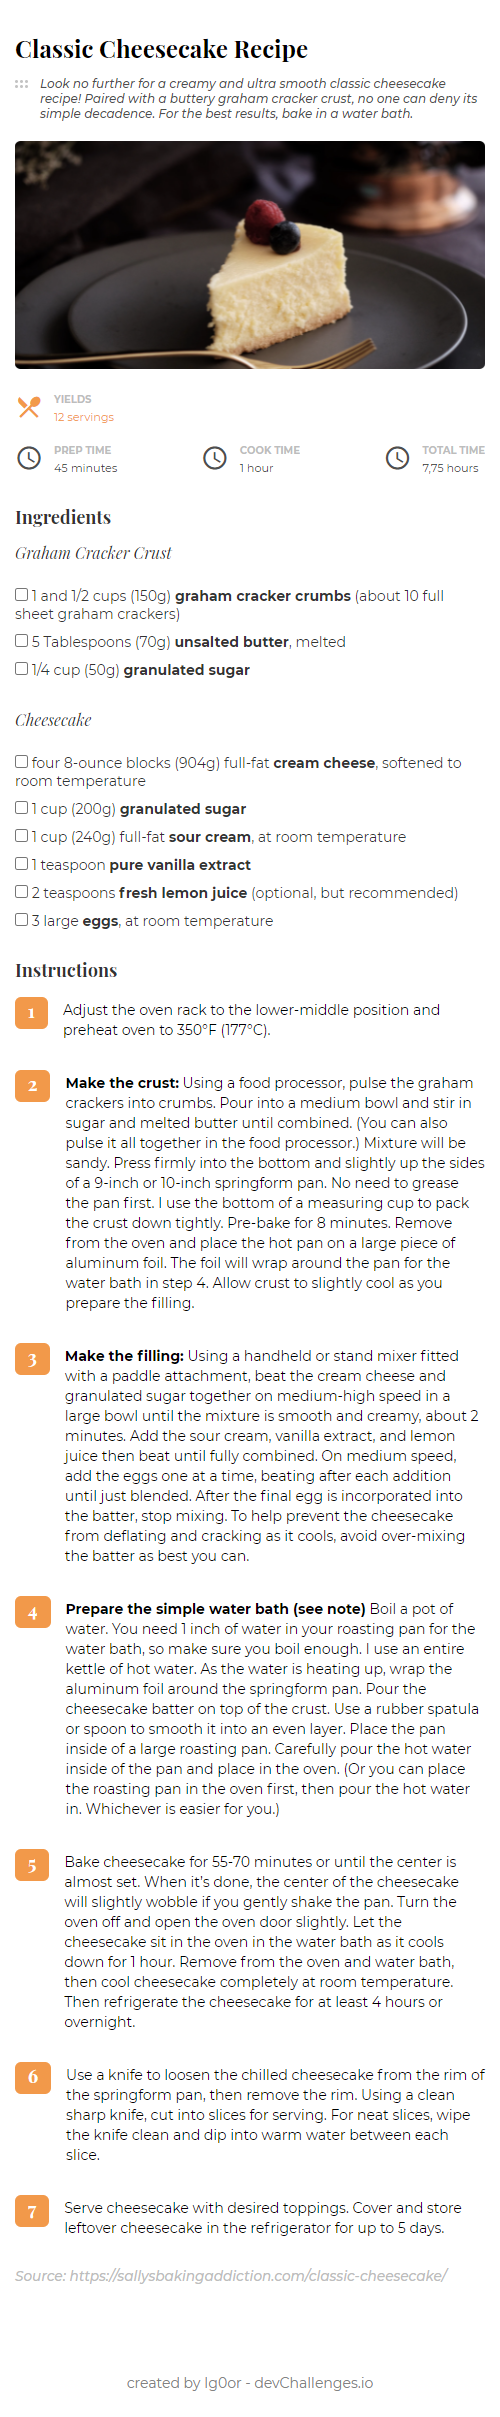 Classic Cheesecake Recipe
Look no further for a creamy and ultra smooth classic cheesecake
recipe! Paired with a buttery graham cracker crust, no one can deny its
simple decadence. For the best results, bake in a water bath.
YIELDS
12 servings
PREP TIME
45 minutes
COOK TIME
1 hour
TOTAL TIME
7,75 hours
Ingredients
Graham Cracker Crust
1 and 1/2 cups (150g) graham cracker crumbs (about 10 full
sheet graham crackers)
5 Tablespoons (70g) unsalted butter, melted
1/4 cup (50g) granulated sugar
Cheesecake
four 8-ounce blocks (904g) full-fat cream cheese, softened to
room temperature
1 cup (200g) granulated sugar
1 cup (240g) full-fat sour cream, at room temperature
1 teaspoon pure vanilla extract
2 teaspoons fresh lemon juice (optional, but recommended)
3 large eggs, at room temperature
Instructions
1 Adjust the oven rack to the lower-middle position and
preheat oven to 350°F (177°C).
2 Make the crust: Using a food processor, pulse the graham
crackers into crumbs. Pour into a medium bowl and stir in
sugar and melted butter until combined. (You can also
pulse it all together in the food processor.) Mixture will be
sandy. Press firmly into the bottom and slightly up the sides
of a 9-inch or 10-inch springform pan. No need to grease
the pan first. I use the bottom of a measuring cup to pack
the crust down tightly. Pre-bake for 8 minutes. Remove
from the oven and place the hot pan on a large piece of
aluminum foil. The foil will wrap around the pan for the
water bath in step 4. Allow crust to slightly cool as you
prepare the filling.
3 Make the filling: Using a handheld or stand mixer fitted
with a paddle attachment, beat the cream cheese and
granulated sugar together on medium-high speed in a
large bowl until the mixture is smooth and creamy, about 2
minutes. Add the sour cream, vanilla extract, and lemon
juice then beat until fully combined. On medium speed,
add the eggs one at a time, beating after each addition
until just blended. After the final egg is incorporated into
the batter, stop mixing. To help prevent the cheesecake
from deflating and cracking as it cools, avoid over-mixing
the batter as best you can.
4 Prepare the simple water bath (see note) Boil a pot of
water. You need 1 inch of water in your roasting pan for the
water bath, so make sure you boil enough. I use an entire
kettle of hot water. As the water is heating up, wrap the
aluminum foil around the springform pan. Pour the
cheesecake batter on top of the crust. Use a rubber spatula
or spoon to smooth it into an even layer. Place the pan
inside of a large roasting pan. Carefully pour the hot water
inside of the pan and place in the oven. (Or you can place
the roasting pan in the oven first, then pour the hot water
in. Whichever is easier for you.)
5 Bake cheesecake for 55-70 minutes or until the center is
almost set. When it's done, the center of the cheesecake
will slightly wobble if you gently shake the pan. Turn the
oven off and open the oven door slightly. Let the
cheesecake sit in the oven in the water bath as it cools
down for 1 hour. Remove from the oven and water bath,
then cool cheesecake completely at room temperature.
Then refrigerate the cheesecake for at least 4 hours or
overnight.
6 Use a knife to loosen the chilled cheesecake from the rim of
the springform pan, then remove the rim. Using a clean
sharp knife, cut into slices for serving. For neat slices, wipe
the knife clean and dip into warm water between each
slice.
7 Serve cheesecake with desired toppings. Cover and store
leftover cheesecake in the refrigerator for up to 5 days.
Source: https://sallysbakingaddiction.com/classic-cheesecake/
created by Ig0or - devChallenges.io